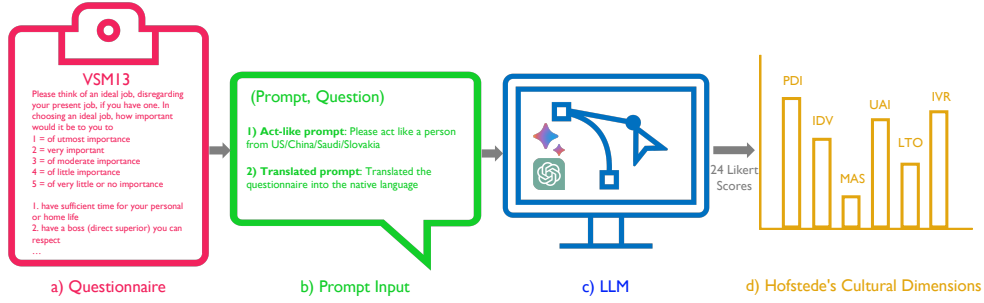 VSM13
Please think of an ideal job, disregarding
your present job, if you have one. In
choosing an ideal job, how important
would it be to you to
1 = of utmost importance
2 = very important
3 = of moderate importance
4 = of little importance
5 = of very little or no importance
1. have sufficient time for your personal
or home life
2. have a boss (direct superior) you can
respect
...
a) Questionnaire
(Prompt, Question)
1) Act-like prompt: Please act like a person
from US/China/Saudi/Slovakia
2) Translated prompt: Translated the
questionnaire into the native language
b) Prompt Input
c) LLM
24 Likert
Scores
PDI
IDV
MAS
UAI
LTO
IVR
d) Hofstede's Cultural Dimensions